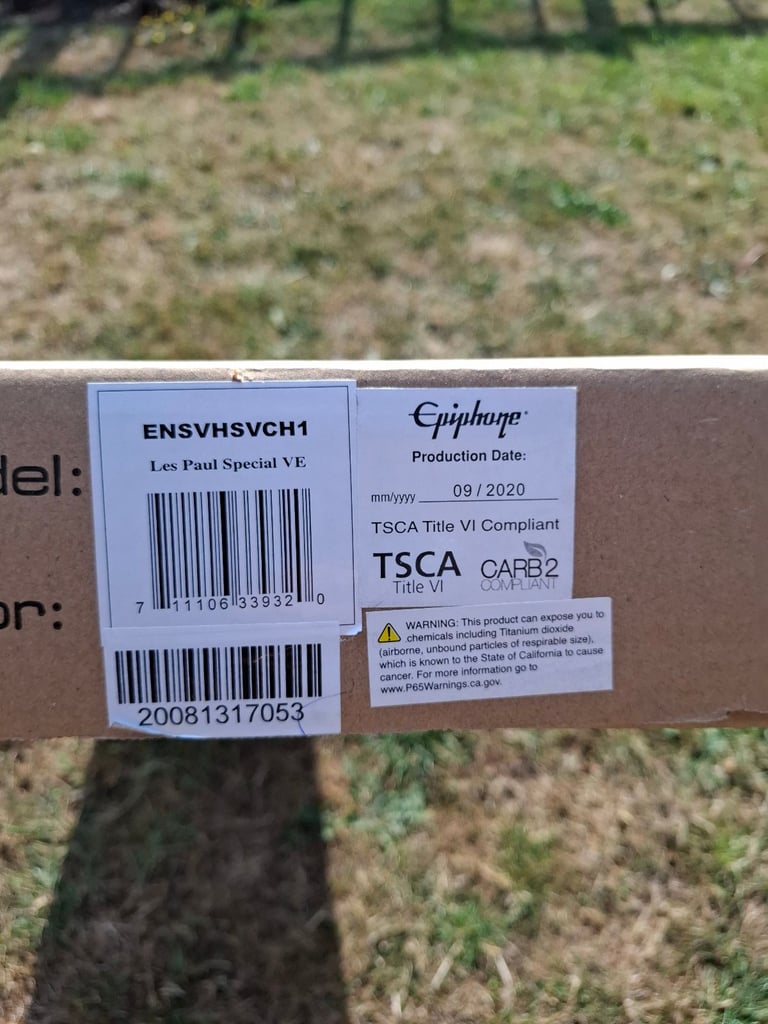 del:
or:
ENSVHSVCH1
Les Paul Special VE
7 11106 33932 0
20081317053
Epiphone®
Production Date:
mm/yyyy 09 / 2020
TSCA Title VI Compliant
TSCA
Title VI
CARB2
COMPLIANT
WARNING: This product can expose you to
chemicals including Titanium dioxide
(airborne, unbound particles of respirable size),
which is known to the State of California to cause
cancer. For more information go to
www.P65Warnings.ca.gov.